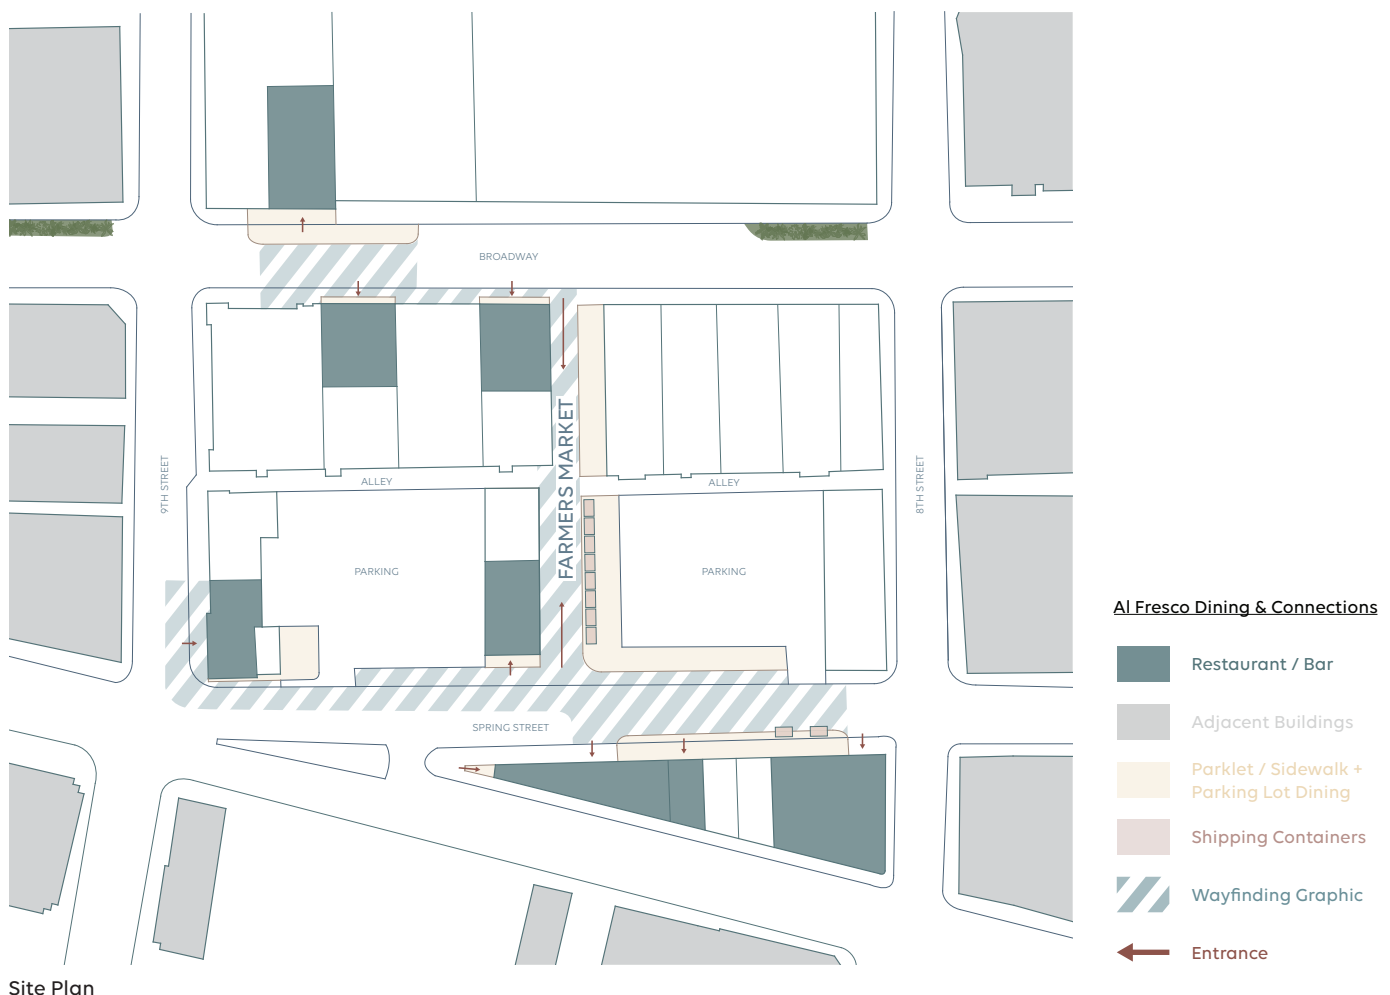 BROADWAY
FARMERS MARKET
9TH STREET
8TH STREET
ALLEY
ALLEY
PARKING
PARKING
SPRING STREET
Al Fresco Dining & Connections
Restaurant / Bar
Adjacent Buildings
Parklet / Sidewalk +
Parking Lot Dining
Shipping Containers
Wayfinding Graphic
Entrance
Site Plan